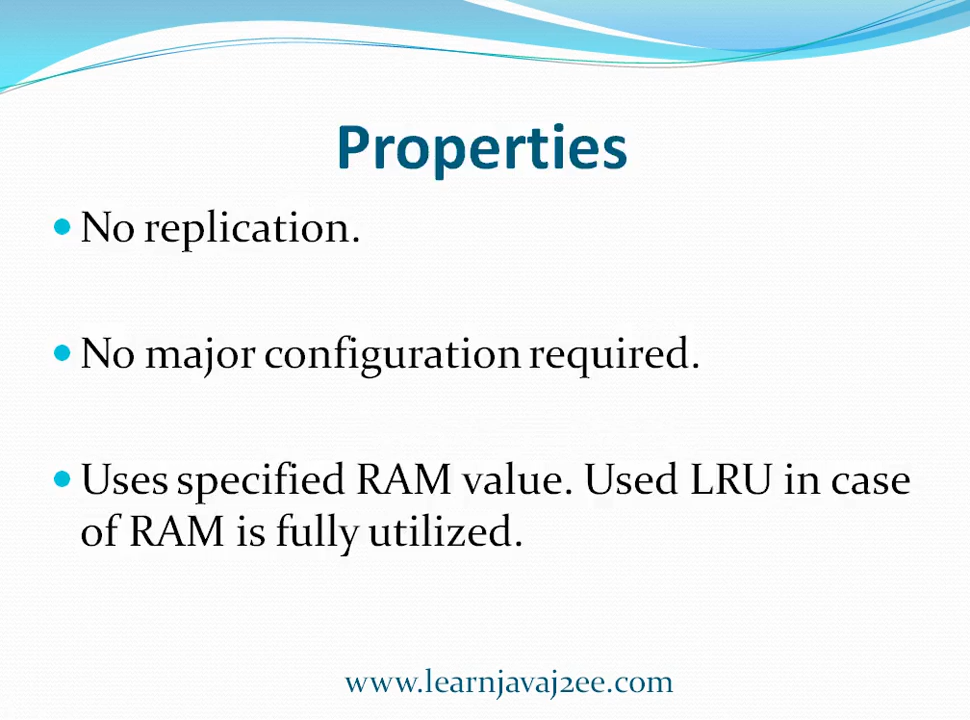 Properties
No replication.
No major configuration required.
Uses specified RAM value. Used LRU in case
of RAM is fully utilized.
www.learnjavaj2ee.com